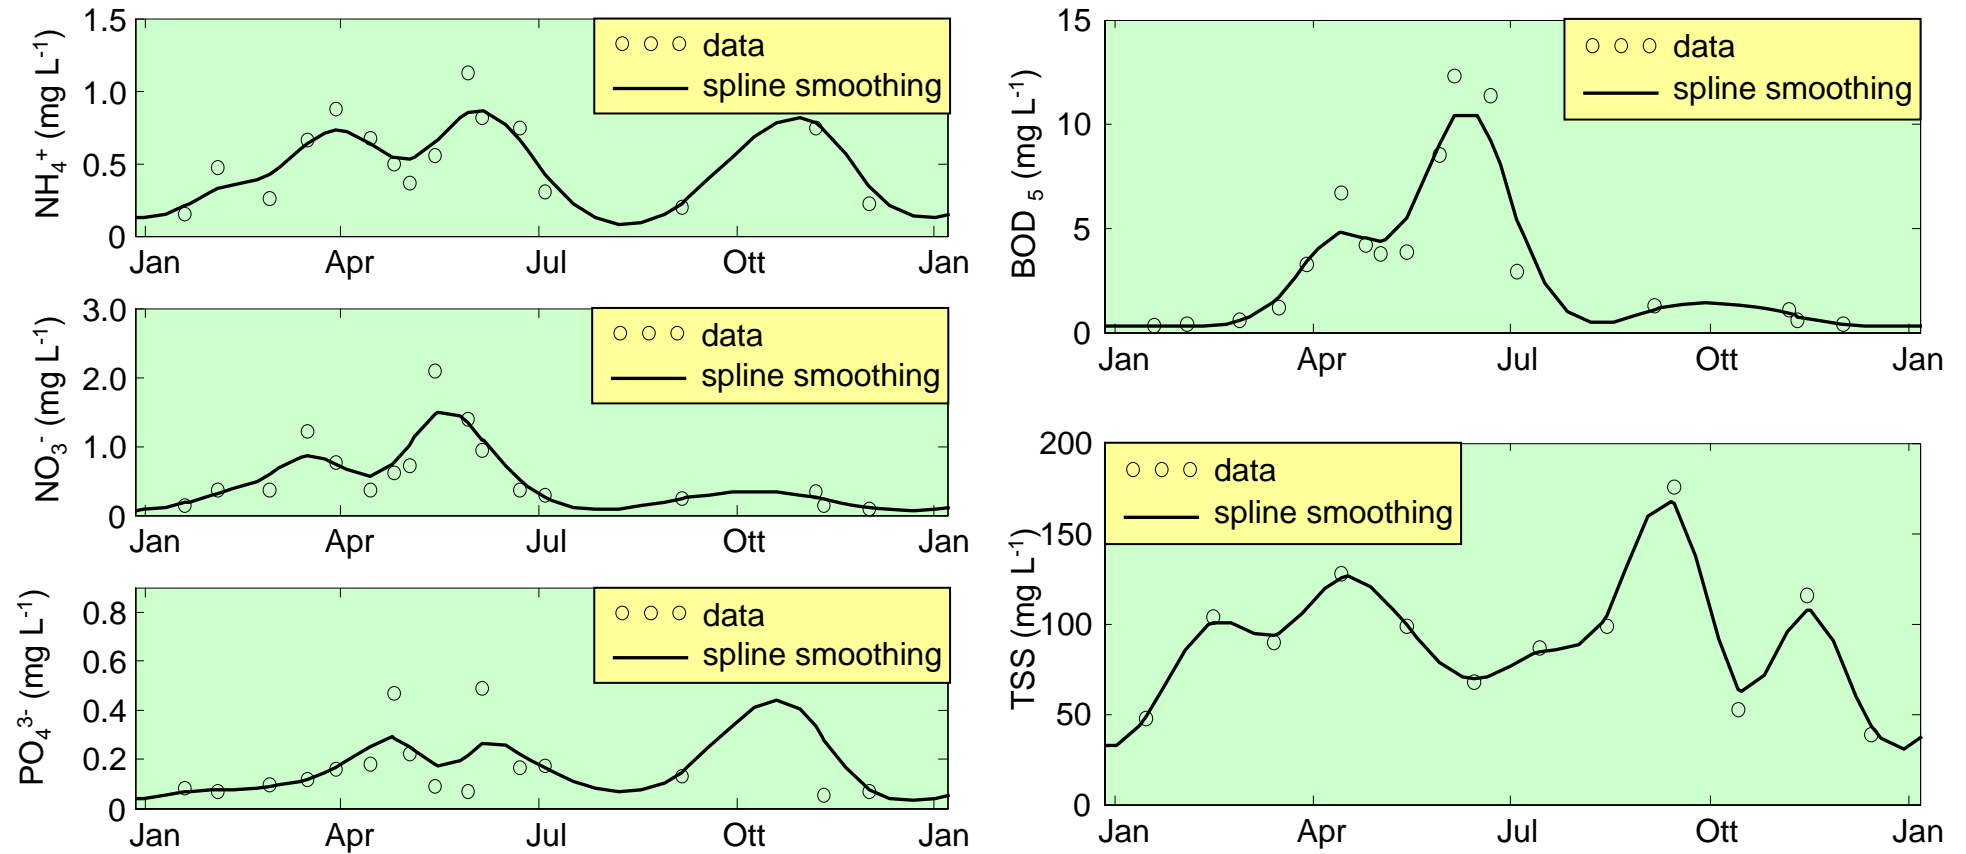 1.5
1.0
0.5
0
NH₄⁺ (mg L⁻¹)
data
spline smoothing
Jan Apr Jul Ott Jan
3.0
2.0
1.0
0
NO₃⁻ (mg L⁻¹)
data
spline smoothing
Jan Apr Jul Ott Jan
0.8
0.6
0.4
0.2
0
PO₄³⁻ (mg L⁻¹)
data
spline smoothing
Jan Apr Jul Ott Jan
15
10
5
0
BOD ₅ (mg L⁻¹)
data
spline smoothing
Jan Apr Jul Ott Jan
200
150
100
50
0
TSS (mg L⁻¹)
data
spline smoothing
Jan Apr Jul Ott Jan